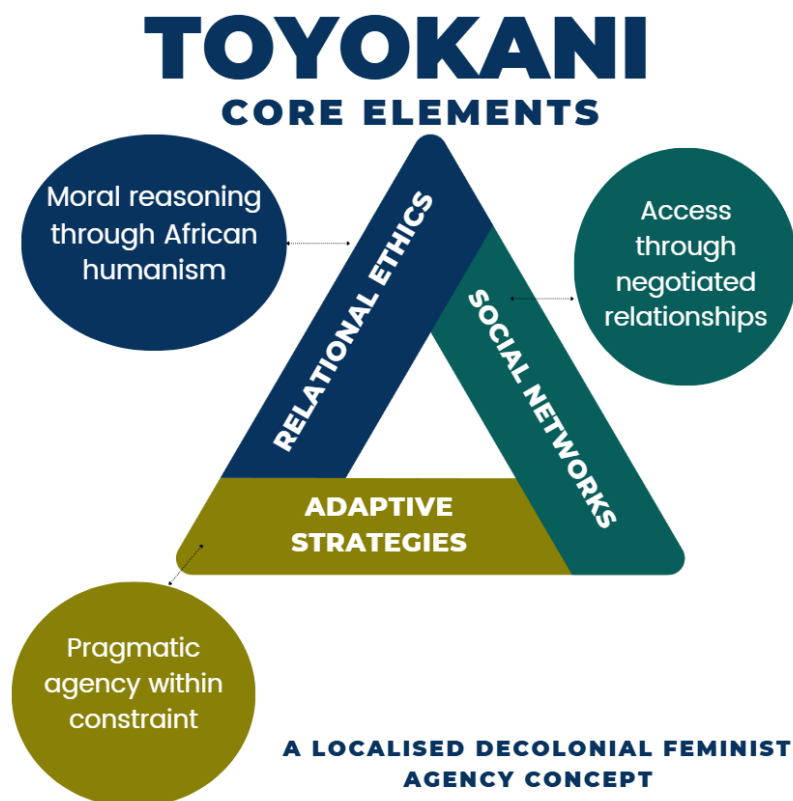 TOYOKANI
CORE ELEMENTS
Moral reasoning
through African
humanism
RELATIONAL ETHICS
SOCIAL NETWORKS
Access
through
negotiated
relationships
ADAPTIVE
STRATEGIES
Pragmatic
agency within
constraint
A LOCALISED DECOLONIAL FEMINIST
AGENCY CONCEPT